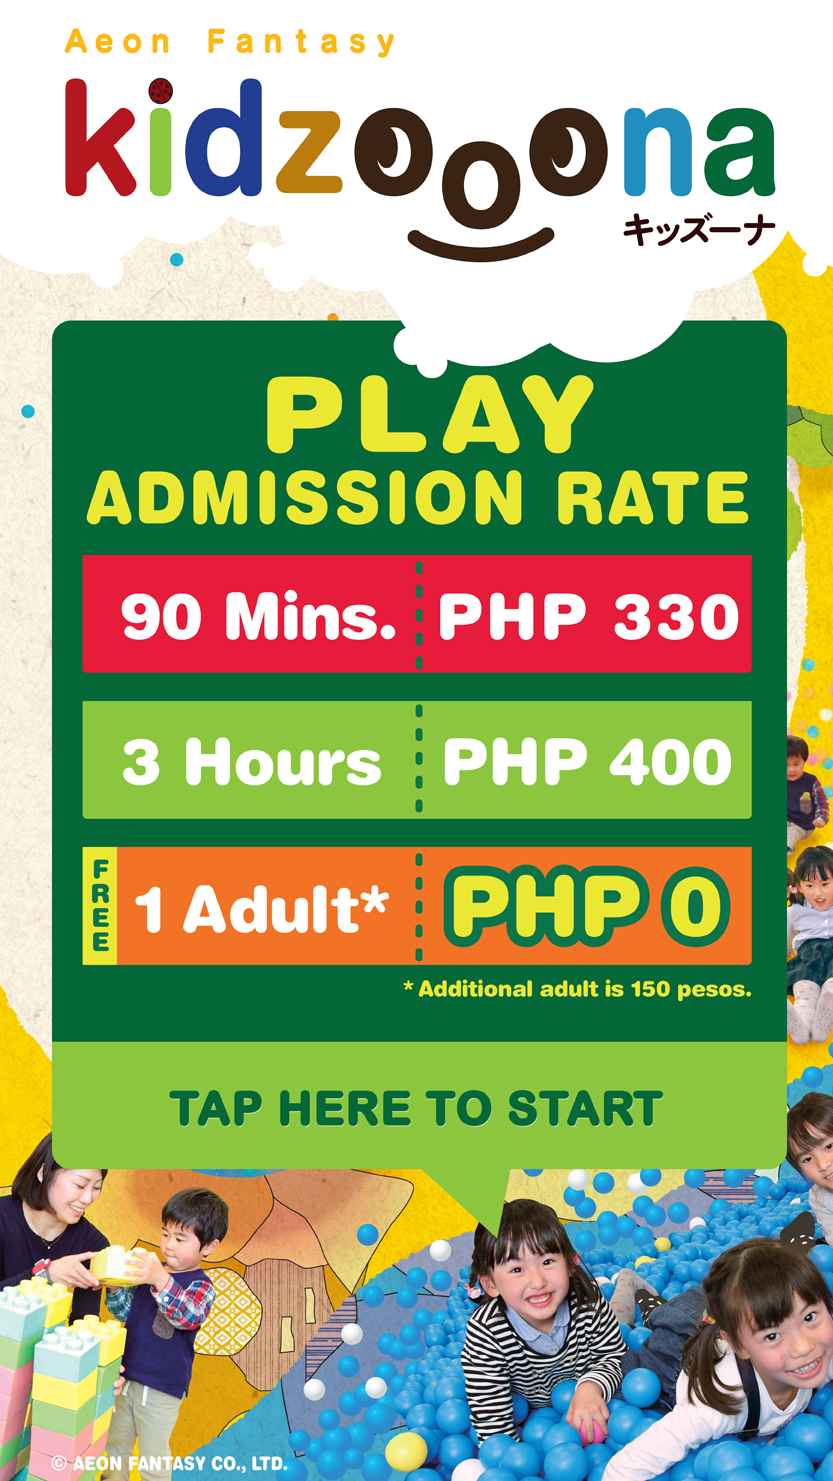 Aeon Fantasy
kidzooona
キッズーナ
PLAY
ADMISSION RATE
90 Mins. PHP 330
3 Hours PHP 400
FREE 1 Adult* PHP 0
* Additional adult is 150 pesos.
TAP HERE TO START
© AEON FANTASY CO., LTD.